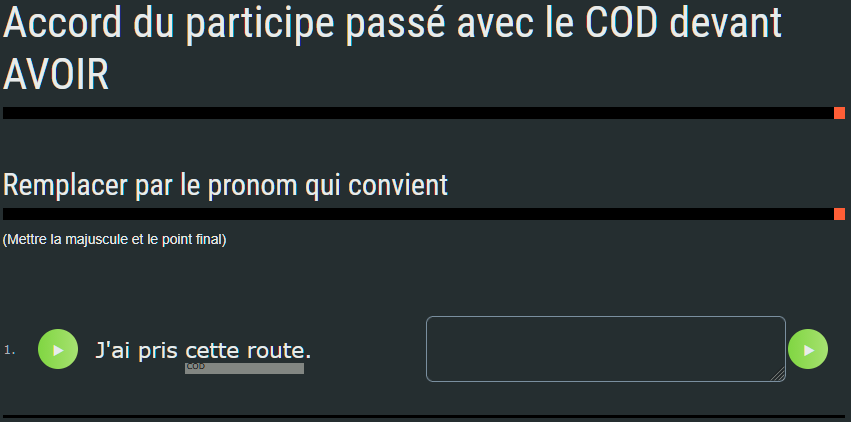 Accord du participe passé avec le COD devant
AVOIR
Remplacer par le pronom qui convient
(Mettre la majuscule et le point final)
1. J'ai pris cette route.
COD